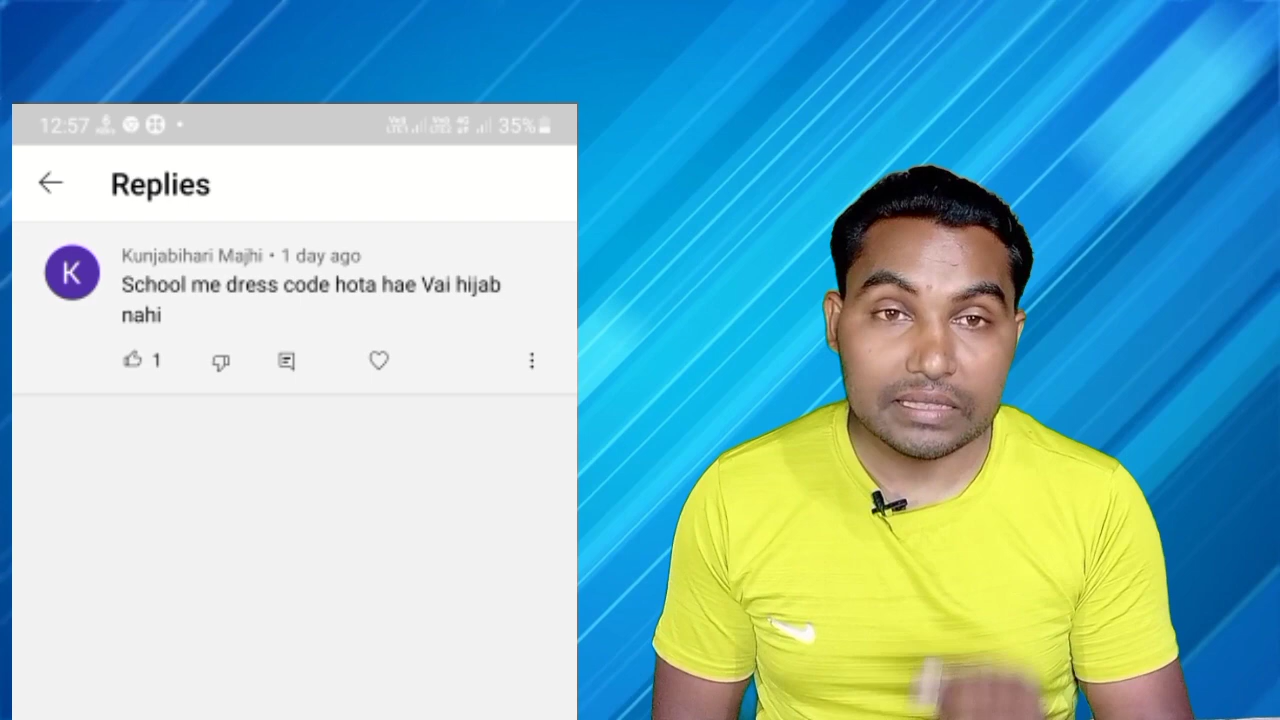 12:57 35%
Replies
K
Kunjabihari Majhi • 1 day ago
School me dress code hota hae Vai hijab
nahi
1